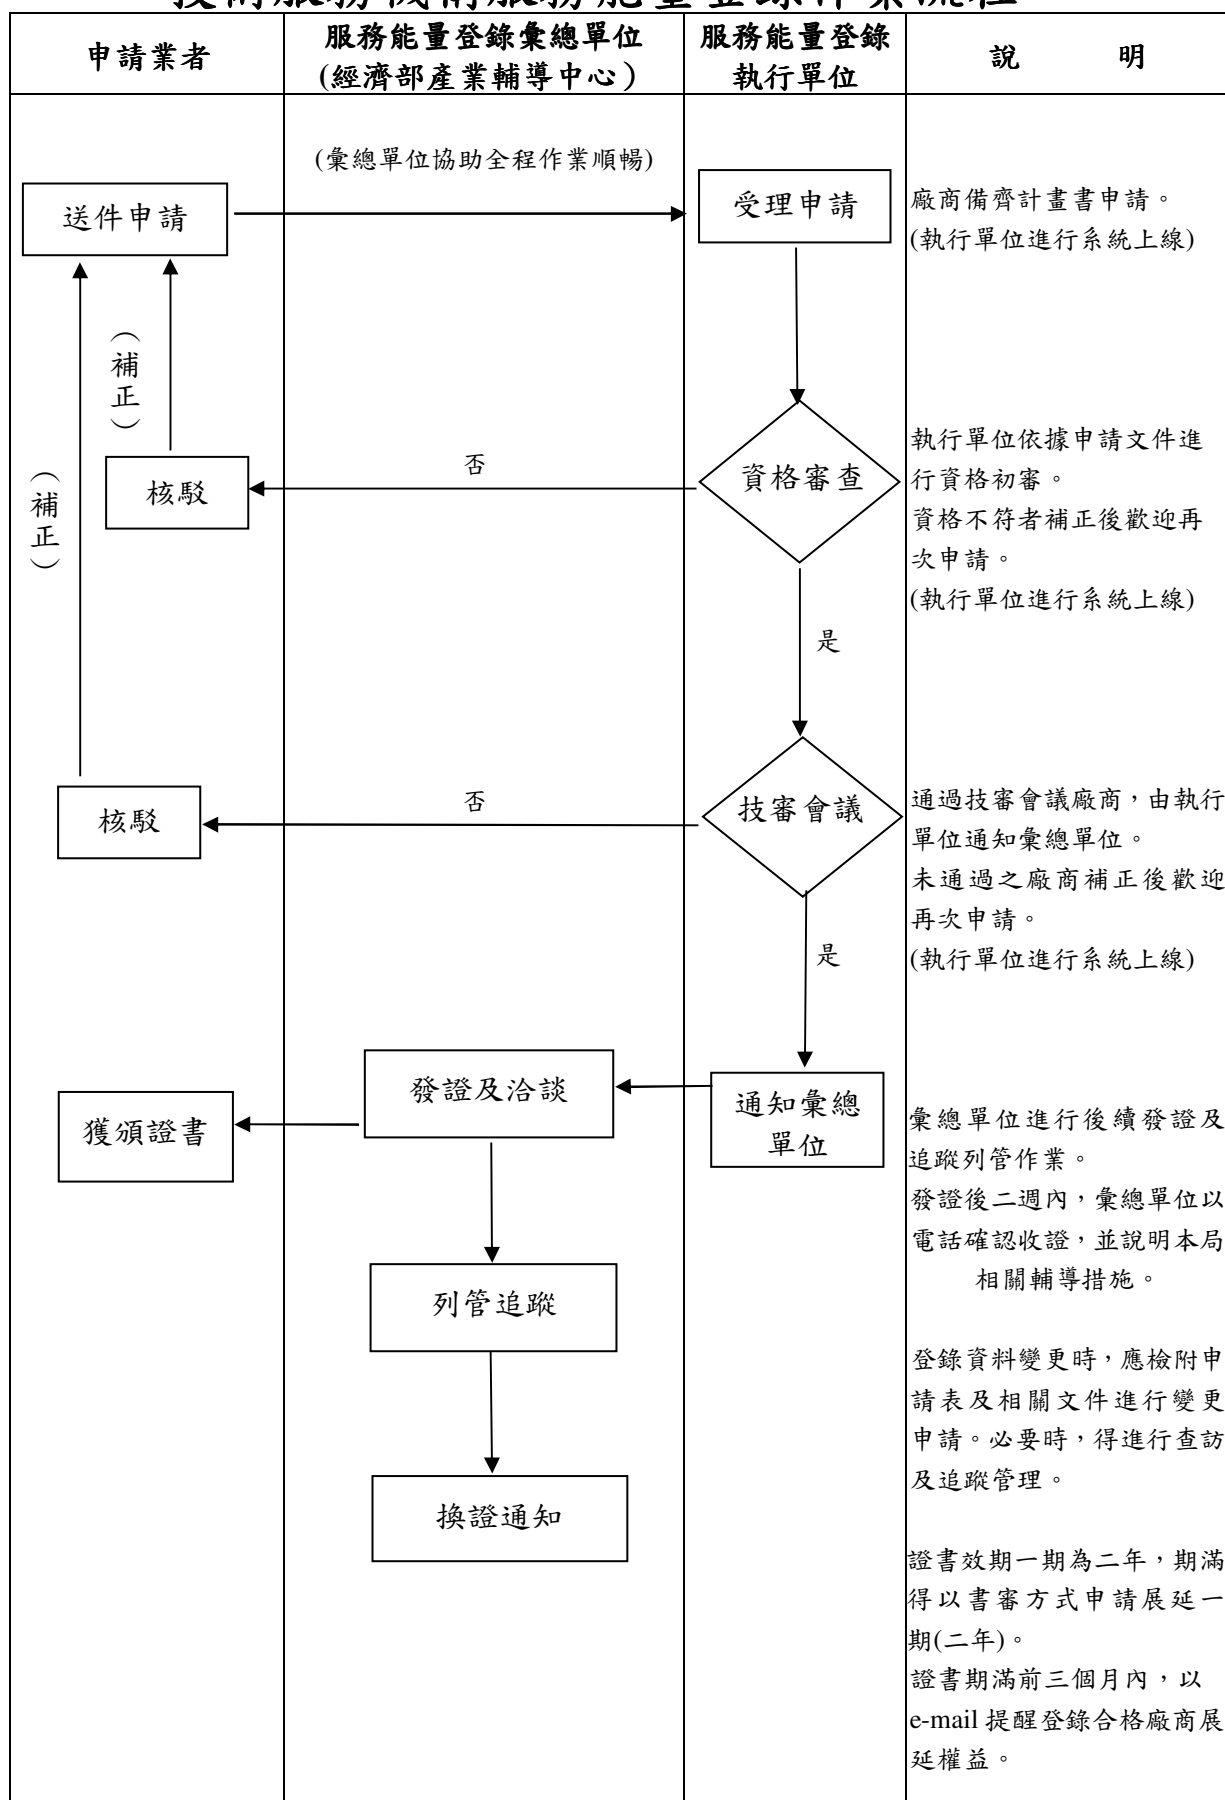 技術服務機構服務能量登錄作業流程
申請業者
服務能量登錄彙總單位
(經濟部產業輔導中心)
服務能量登錄
執行單位
說 明
(彙總單位協助全程作業順暢)
送件申請
受理申請
廠商備齊計畫書申請。
(執行單位進行系統上線)
（補正）
（補正）
核駁
否
資格審查
執行單位依據申請文件進
行資格初審。
資格不符者補正後歡迎再
次申請。
(執行單位進行系統上線)
是
核駁
否
技審會議
通過技審會議廠商，由執行
單位通知彙總單位。
未通過之廠商補正後歡迎
再次申請。
(執行單位進行系統上線)
是
獲頒證書
發證及洽談
通知彙總
單位
彙總單位進行後續發證及
追蹤列管作業。
發證後二週內，彙總單位以
電話確認收證，並說明本局
相關輔導措施。
列管追蹤
登錄資料變更時，應檢附申
請表及相關文件進行變更
申請。必要時，得進行查訪
及追蹤管理。
換證通知
證書效期一期為二年，期滿
得以書審方式申請展延一
期(二年)。
證書期滿前三個月內，以
e-mail 提醒登錄合格廠商展
延權益。